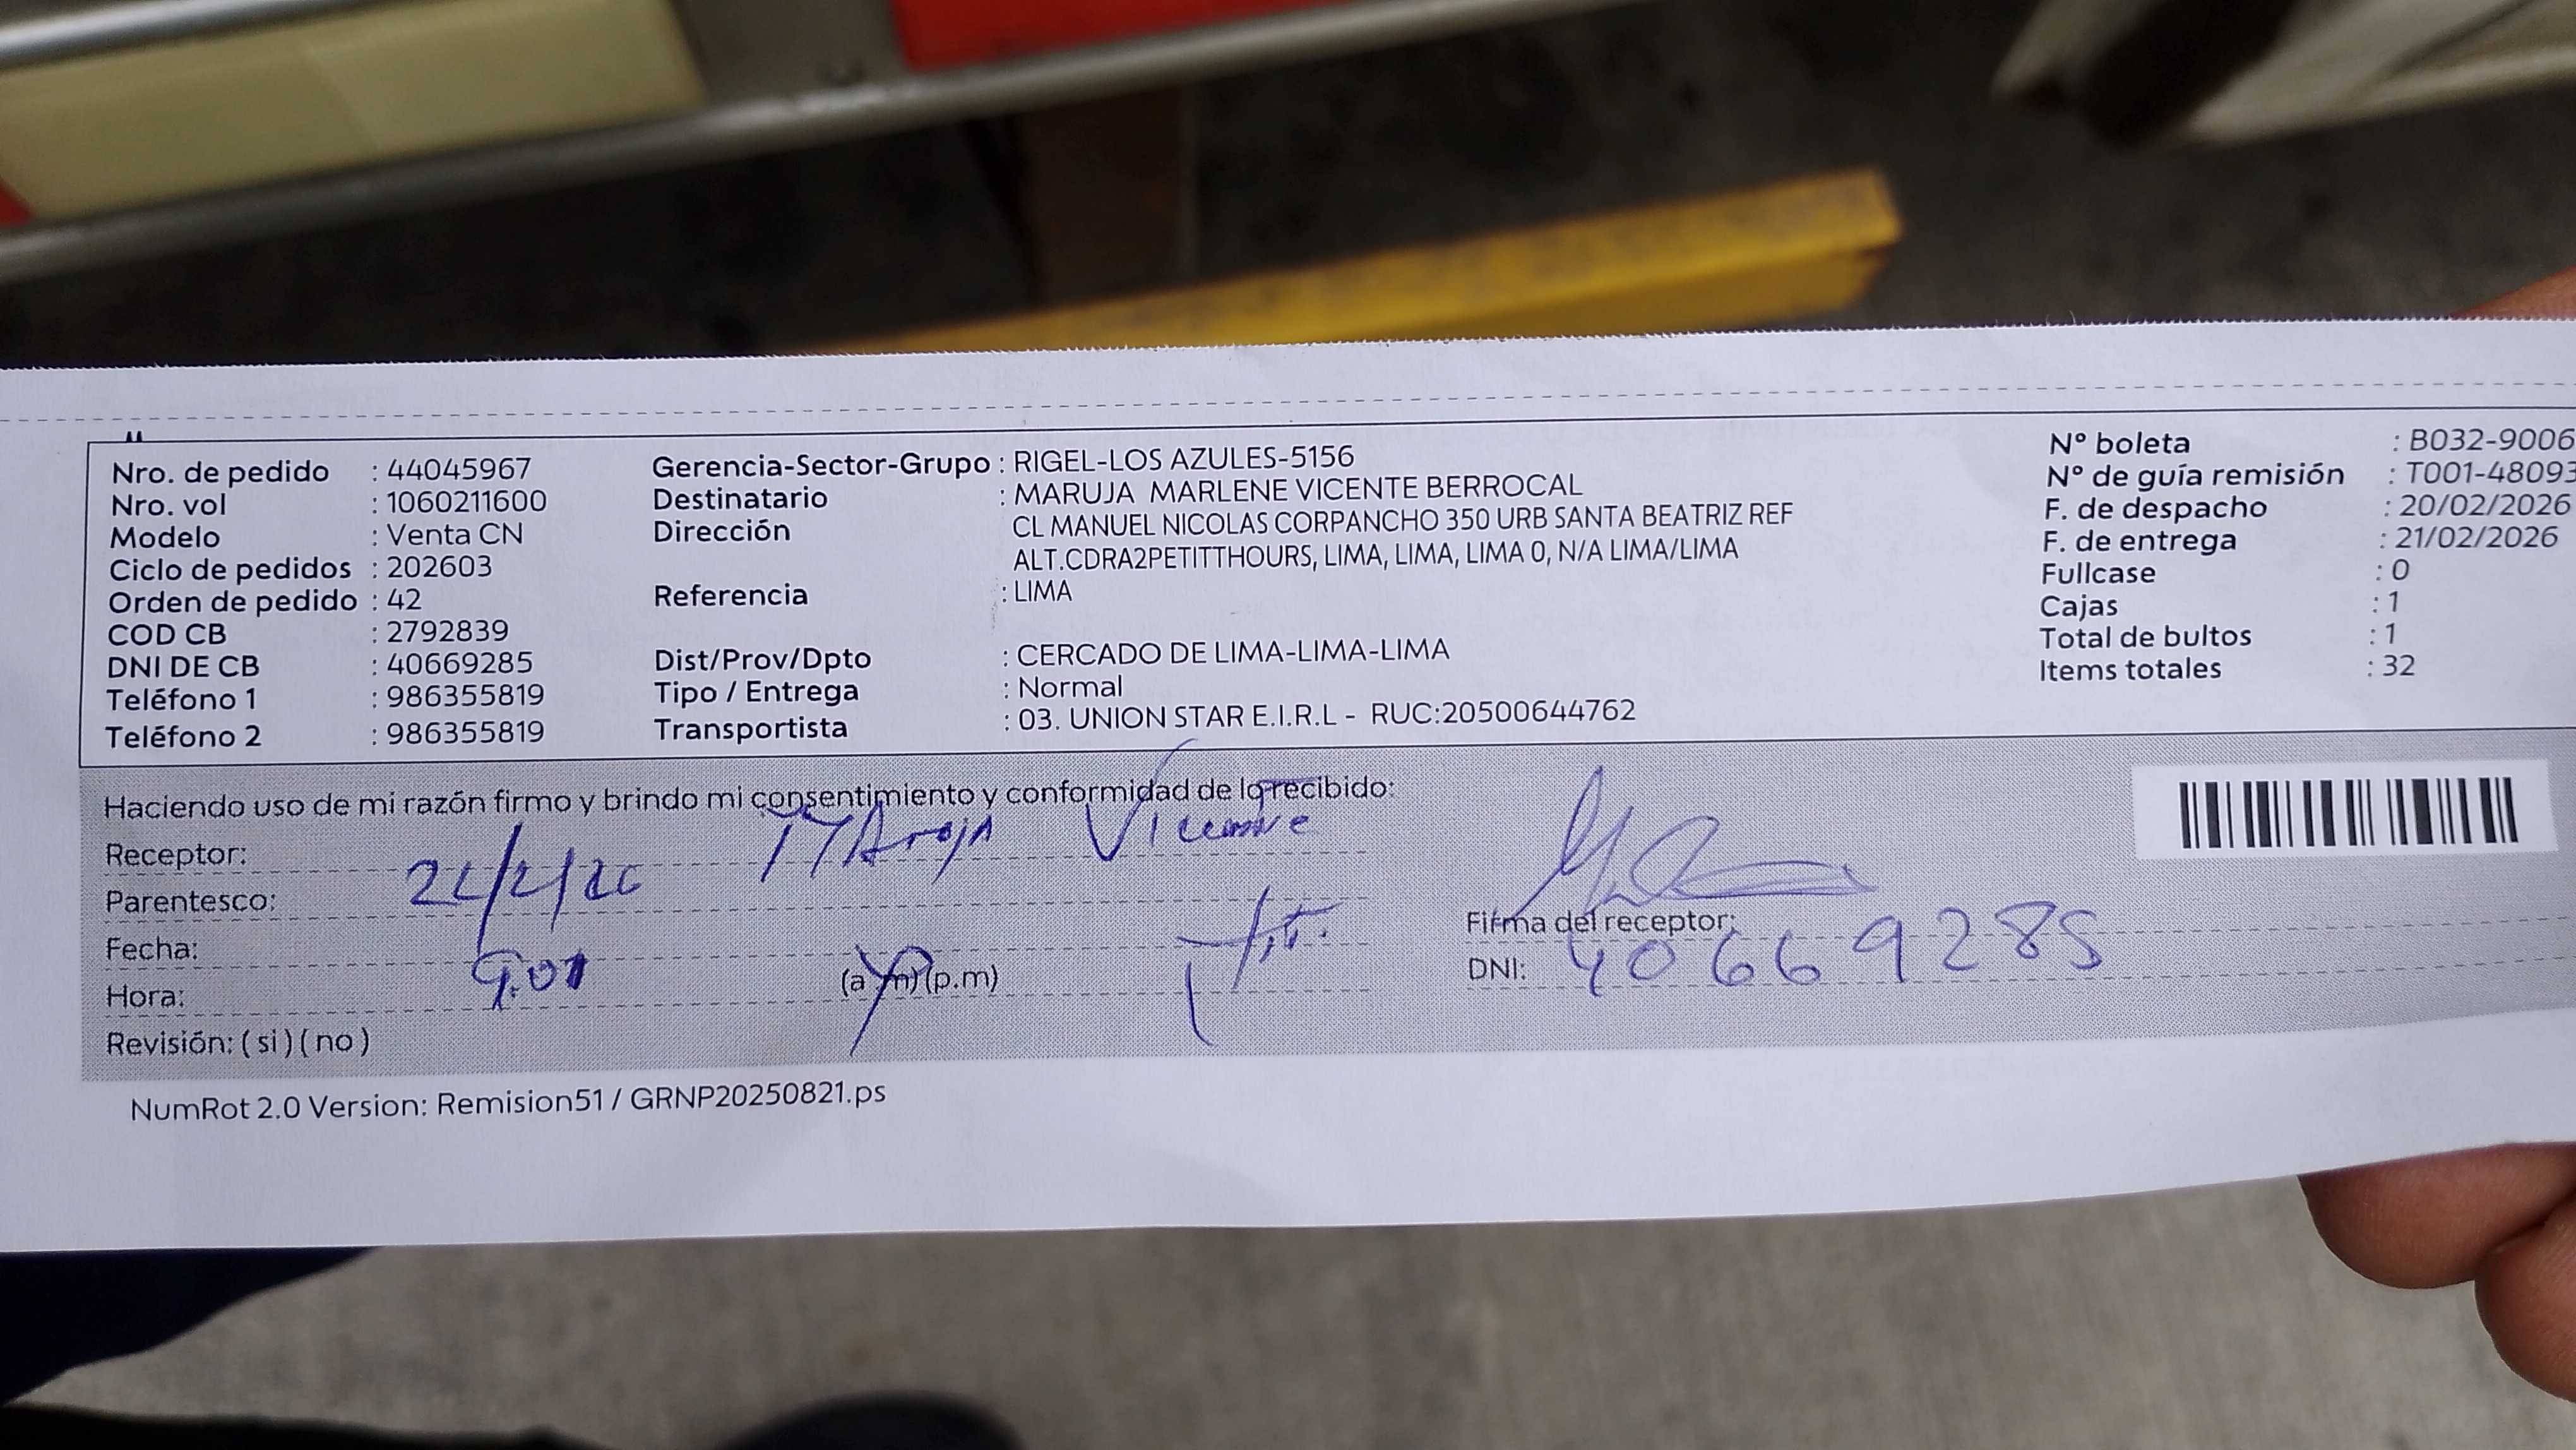 Nro. de pedido : 44045967
Nro. vol : 1060211600
Modelo : Venta CN
Ciclo de pedidos : 202603
Orden de pedido : 42
COD CB : 2792839
DNI DE CB : 40669285
Teléfono 1 : 986355819
Teléfono 2 : 986355819
Gerencia-Sector-Grupo : RIGEL-LOS AZULES-5156
Destinatario : MARUJA MARLENE VICENTE BERROCAL
Dirección CL MANUEL NICOLAS CORPANCHO 350 URB SANTA BEATRIZ REF
ALT.CDRA2PETITTHOURS, LIMA, LIMA, LIMA 0, N/A LIMA/LIMA
Referencia : LIMA
Dist/Prov/Dpto : CERCADO DE LIMA-LIMA-LIMA
Tipo / Entrega : Normal
Transportista : 03. UNION STAR E.I.R.L - RUC:20500644762
N° boleta : B032-9006
N° de guía remisión : T001-48093
F. de despacho : 20/02/2026
F. de entrega : 21/02/2026
Fullcase : 0
Cajas : 1
Total de bultos : 1
Items totales : 32
Haciendo uso de mi razón firmo y brindo mi consentimiento y conformidad de lo recibido:
Receptor: Maruja Vicente
Parentesco:
Fecha: 21/2/26
Hora: 9:01 (a.m) (p.m)
Revisión: ( si ) ( no )
Firma del receptor:
DNI: 40669285
NumRot 2.0 Version: Remision51 / GRNP20250821.ps